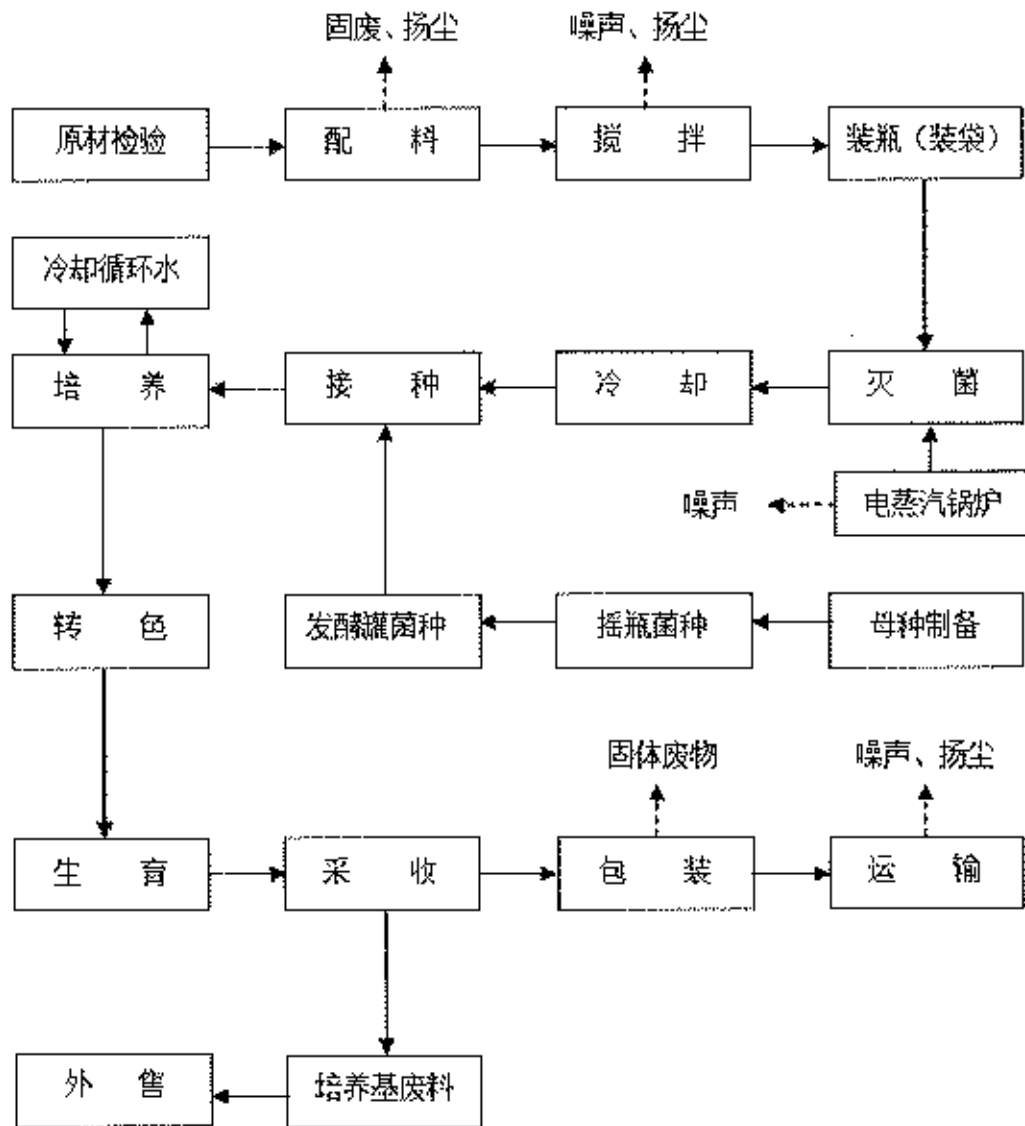 固废、扬尘
噪声、扬尘
原材检验
配 料
搅 拌
装瓶（装袋）
冷却循环水
培 养
接 种
冷 却
灭 菌
噪声
电蒸汽锅炉
转 色
发酵罐菌种
摇瓶菌种
母种制备
固体废物
噪声、扬尘
生 育
采 收
包 装
运 输
外 售
培养基废料